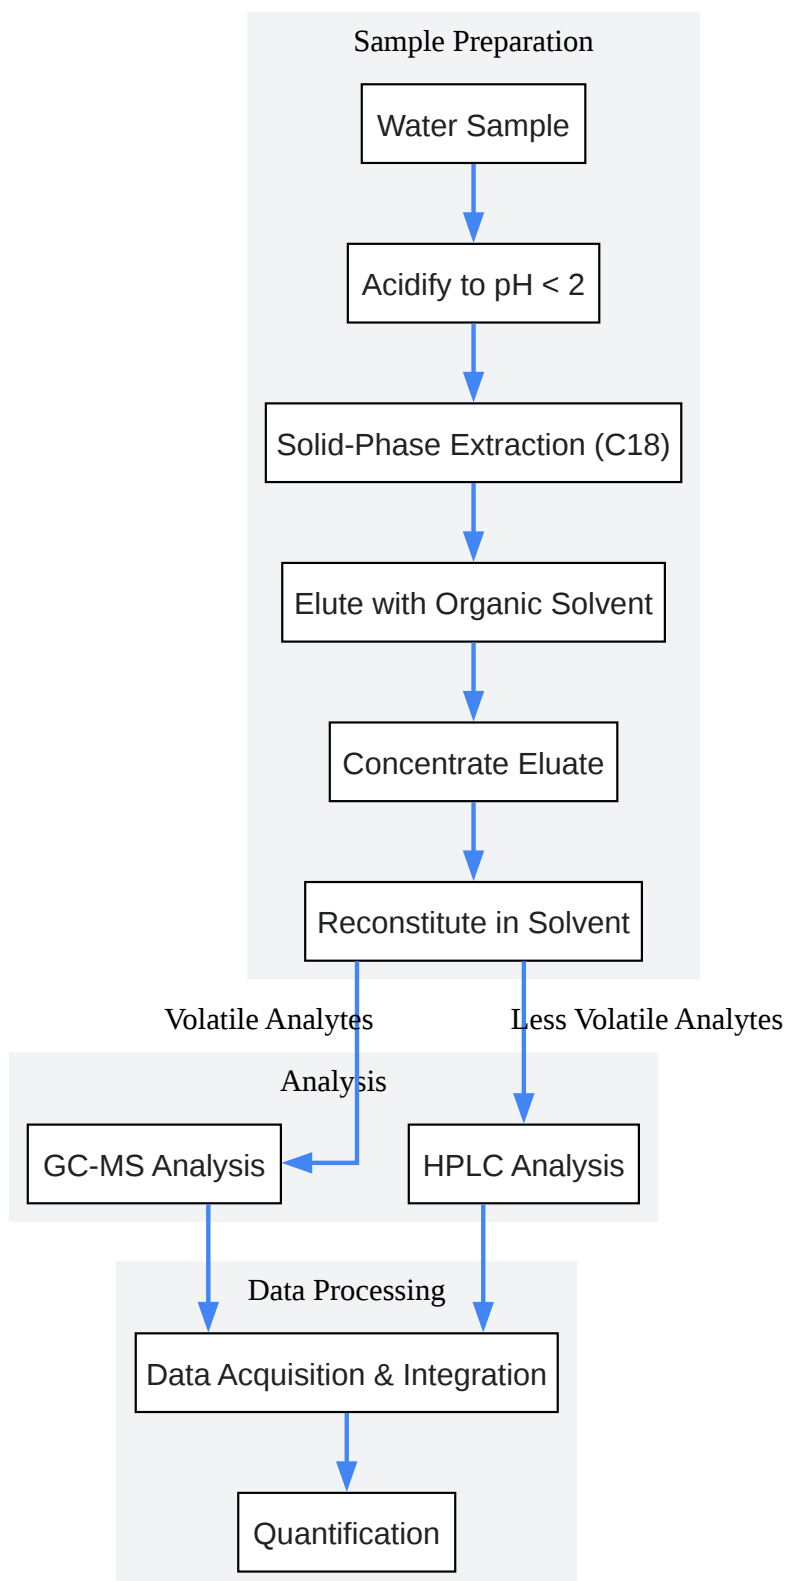 Sample Preparation
Water Sample
Acidify to pH < 2
Solid-Phase Extraction (C18)
Elute with Organic Solvent
Concentrate Eluate
Reconstitute in Solvent
Volatile Analytes
Less Volatile Analytes
Analysis
GC-MS Analysis
HPLC Analysis
Data Processing
Data Acquisition & Integration
Quantification